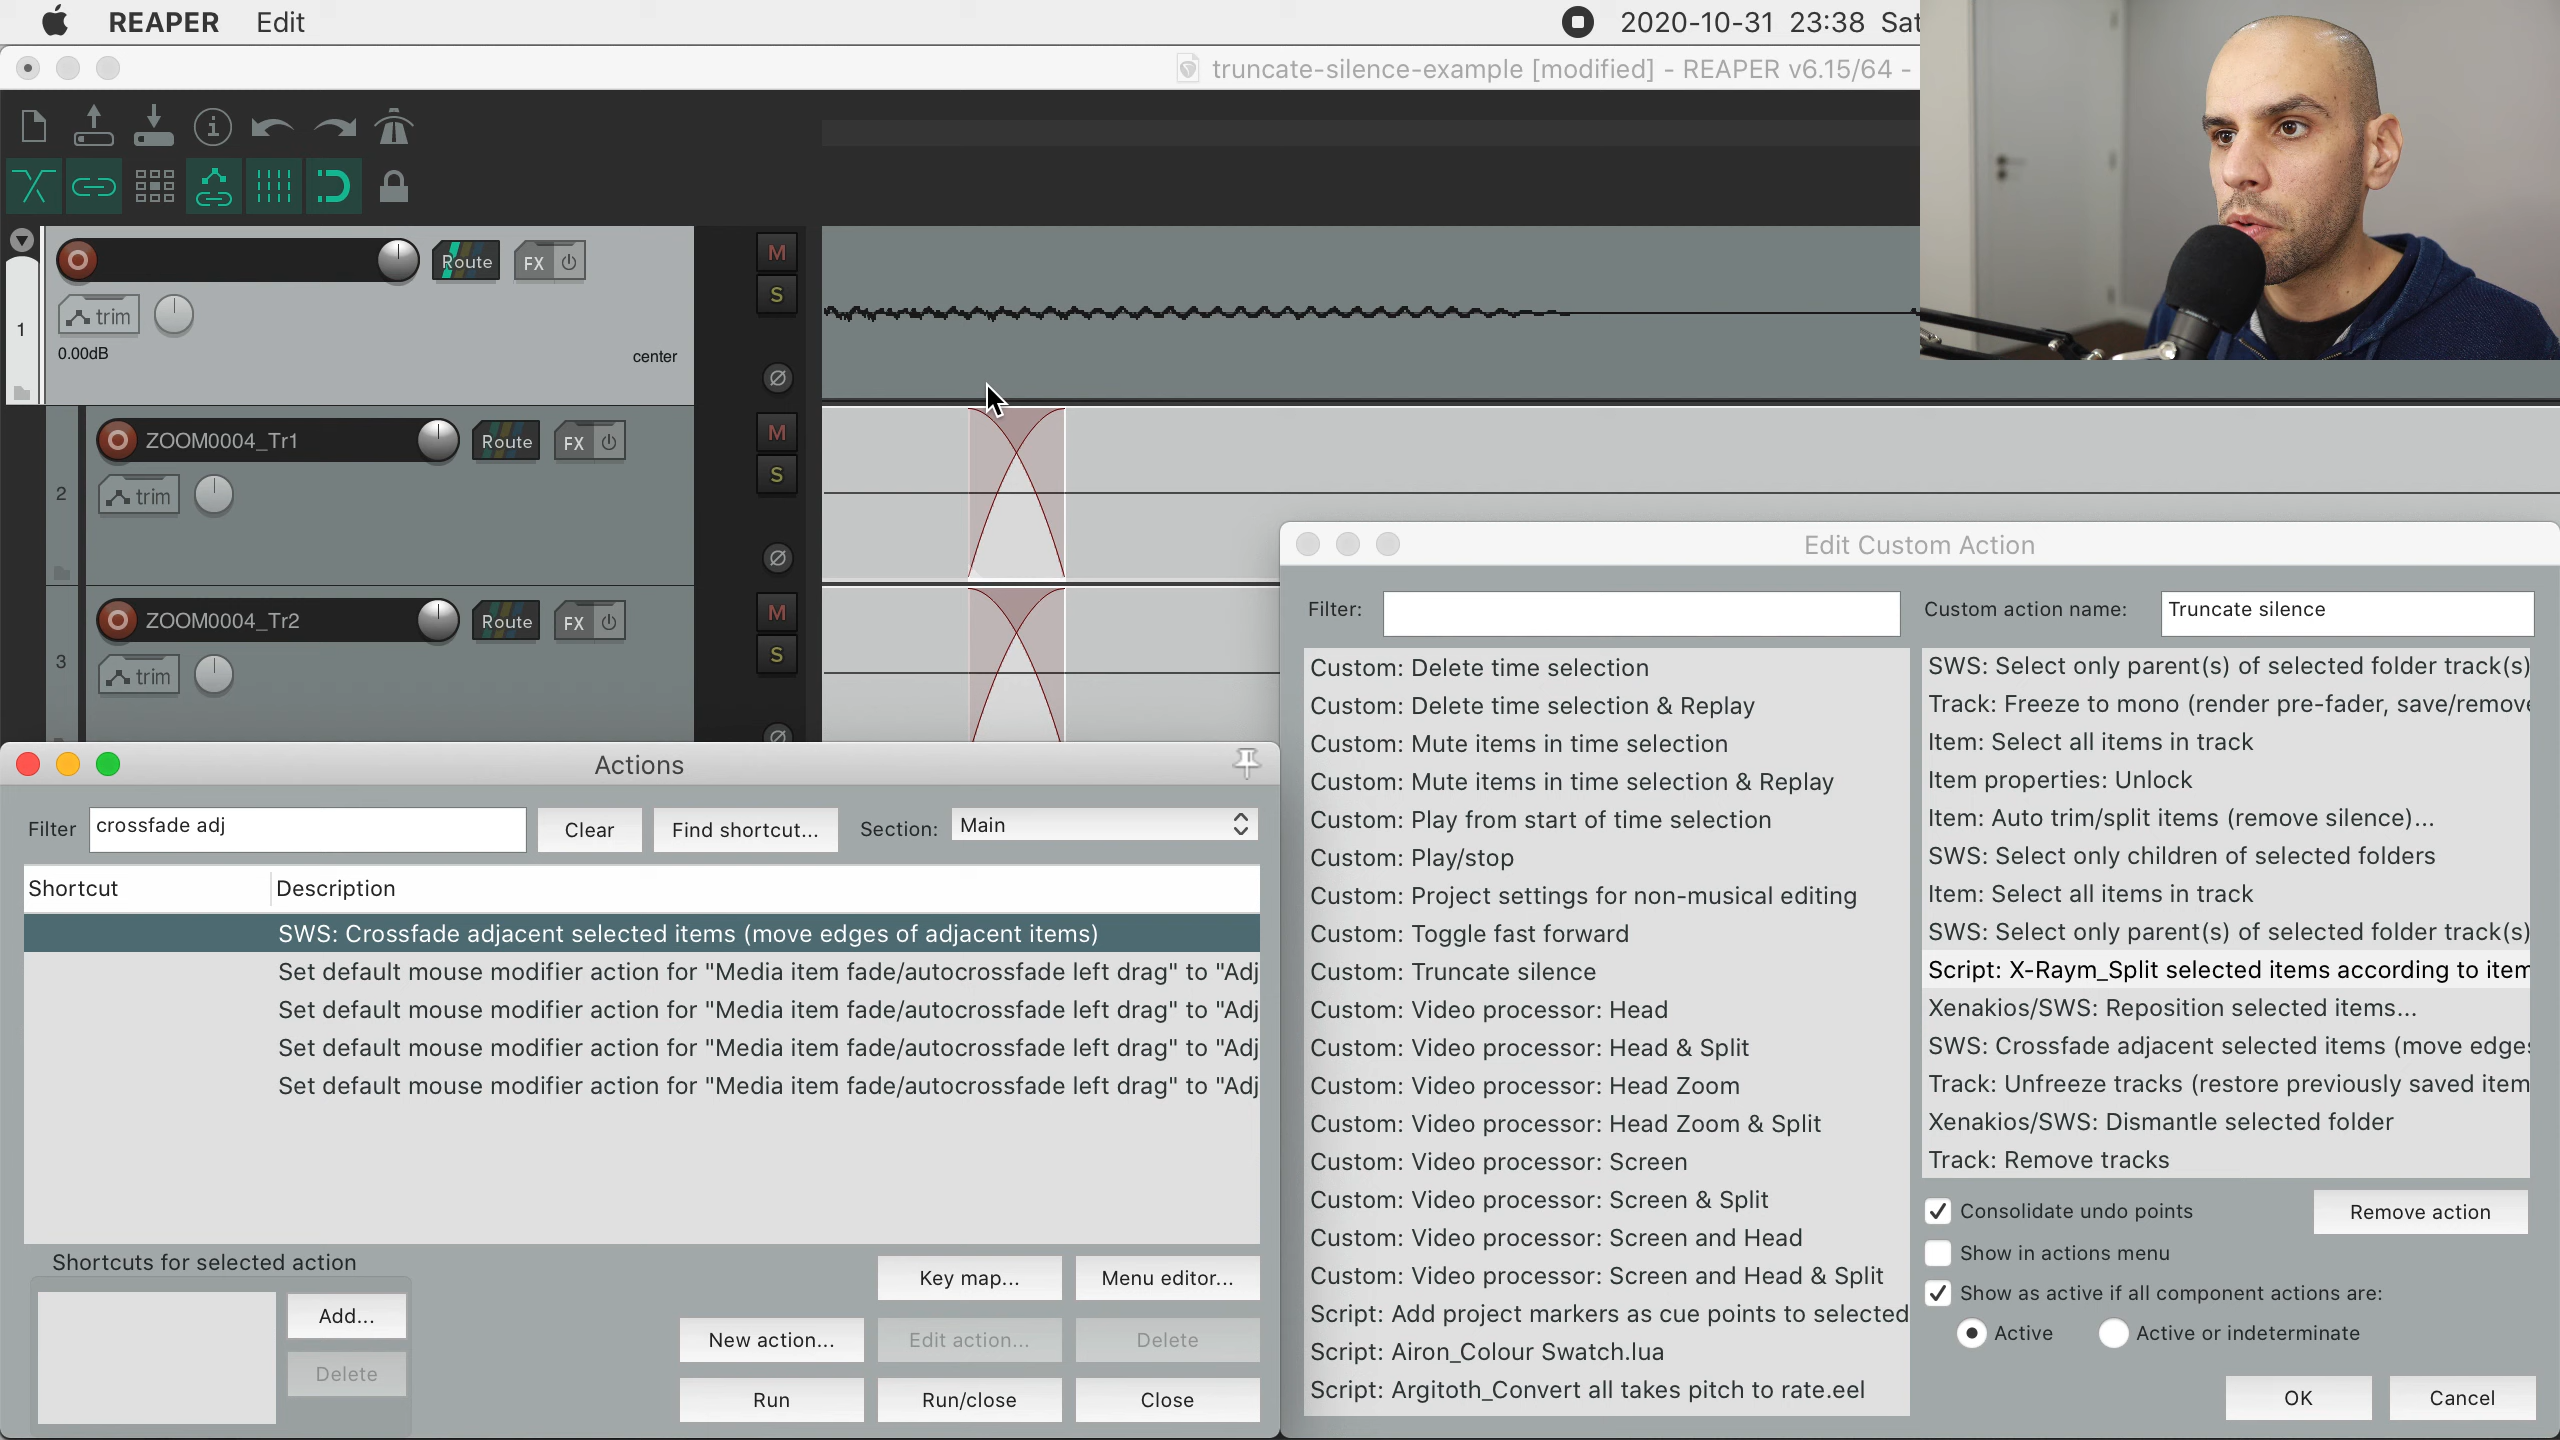 REAPER Edit
2020-10-31 23:38 Sat
truncate-silence-example [modified] - REAPER v6.15/64 -
Route FX
trim
1
0.00dB
center
M
S
ZOOM0004_Tr1
Route FX
2
trim
M
S
ZOOM0004_Tr2
Route FX
3
trim
M
S
Actions
Filter crossfade adj Clear Find shortcut... Section: Main
Shortcut Description
SWS: Crossfade adjacent selected items (move edges of adjacent items)
Set default mouse modifier action for "Media item fade/autocrossfade left drag" to "Adj
Set default mouse modifier action for "Media item fade/autocrossfade left drag" to "Adj
Set default mouse modifier action for "Media item fade/autocrossfade left drag" to "Adj
Set default mouse modifier action for "Media item fade/autocrossfade left drag" to "Adj
Shortcuts for selected action
Add...
Delete
Key map... Menu editor...
New action... Edit action... Delete
Run Run/close Close
Edit Custom Action
Filter:
Custom action name: Truncate silence
Custom: Delete time selection
Custom: Delete time selection & Replay
Custom: Mute items in time selection
Custom: Mute items in time selection & Replay
Custom: Play from start of time selection
Custom: Play/stop
Custom: Project settings for non-musical editing
Custom: Toggle fast forward
Custom: Truncate silence
Custom: Video processor: Head
Custom: Video processor: Head & Split
Custom: Video processor: Head Zoom
Custom: Video processor: Head Zoom & Split
Custom: Video processor: Screen
Custom: Video processor: Screen & Split
Custom: Video processor: Screen and Head
Custom: Video processor: Screen and Head & Split
Script: Add project markers as cue points to selected
Script: Airon_Colour Swatch.lua
Script: Argitoth_Convert all takes pitch to rate.eel
SWS: Select only parent(s) of selected folder track(s)
Track: Freeze to mono (render pre-fader, save/remove
Item: Select all items in track
Item properties: Unlock
Item: Auto trim/split items (remove silence)...
SWS: Select only children of selected folders
Item: Select all items in track
SWS: Select only parent(s) of selected folder track(s)
Script: X-Raym_Split selected items according to item
Xenakios/SWS: Reposition selected items...
SWS: Crossfade adjacent selected items (move edges
Track: Unfreeze tracks (restore previously saved item
Xenakios/SWS: Dismantle selected folder
Track: Remove tracks
Consolidate undo points
Remove action
Show in actions menu
Show as active if all component actions are:
Active Active or indeterminate
OK Cancel